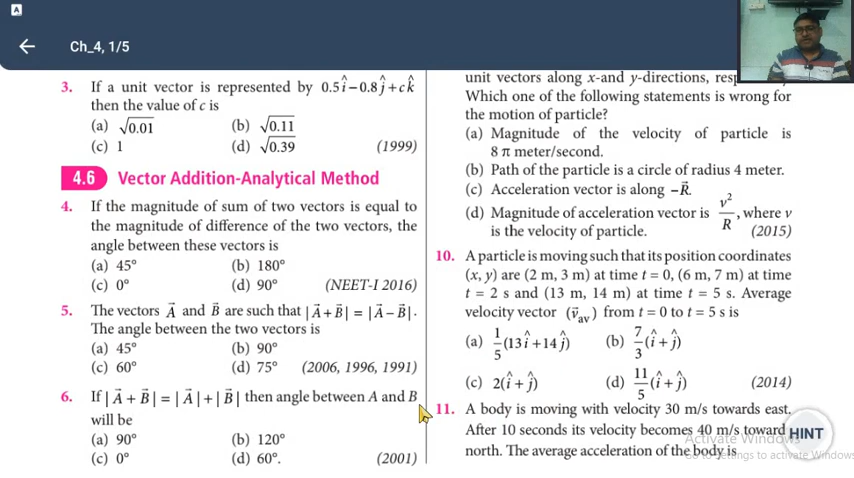 A
Ch_4, 1/5
3. If a unit vector is represented by 0.5î−0.8ĵ+ck̂
then the value of c is
(a) √0.01 (b) √0.11
(c) 1 (d) √0.39 (1999)
4.6 Vector Addition-Analytical Method
4. If the magnitude of sum of two vectors is equal to
the magnitude of difference of the two vectors, the
angle between these vectors is
(a) 45° (b) 180°
(c) 0° (d) 90° (NEET-I 2016)
5. The vectors A⃗ and B⃗ are such that |A⃗+B⃗| = |A⃗−B⃗|.
The angle between the two vectors is
(a) 45° (b) 90°
(c) 60° (d) 75° (2006, 1996, 1991)
6. If |A⃗ + B⃗| = |A⃗| + |B⃗| then angle between A and B
will be
(a) 90° (b) 120°
(c) 0° (d) 60°. (2001)
unit vectors along x-and y-directions,
Which one of the following statements is wrong for
the motion of particle?
(a) Magnitude of the velocity of particle is
8 π meter/second.
(b) Path of the particle is a circle of radius 4 meter.
(c) Acceleration vector is along −R⃗.
(d) Magnitude of acceleration vector is v²/R, where v
is the velocity of particle. (2015)
10. A particle is moving such that its position coordinates
(x, y) are (2 m, 3 m) at time t = 0, (6 m, 7 m) at time
t = 2 s and (13 m, 14 m) at time t = 5 s. Average
velocity vector (v⃗av) from t = 0 to t = 5 s is
(a) 1/5(13î+14ĵ) (b) 7/3(î+ĵ)
(c) 2(î+ĵ) (d) 11/5(î+ĵ) (2014)
11. A body is moving with velocity 30 m/s towards east.
After 10 seconds its velocity becomes 40 m/s toward
north. The average acceleration of the body is
HINT
Activate Windows
Go to Settings to activate Windows